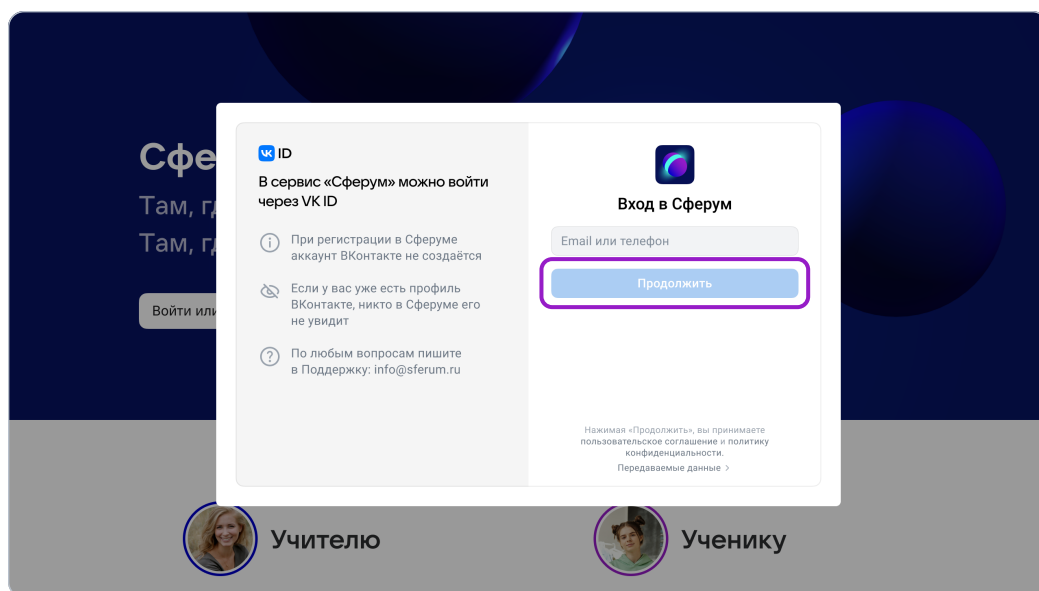 Сфе
Там, г
Там, г
Войти или
VK ID
В сервис «Сферум» можно войти
через VK ID
При регистрации в Сферуме
аккаунт ВКонтакте не создаётся
Если у вас уже есть профиль
ВКонтакте, никто в Сферуме его
не увидит
По любым вопросам пишите
в Поддержку: info@sferum.ru
Вход в Сферум
Email или телефон
Продолжить
Нажимая «Продолжить», вы принимаете
пользовательское соглашение и политику
конфиденциальности.
Передаваемые данные >
Учителю
Ученику